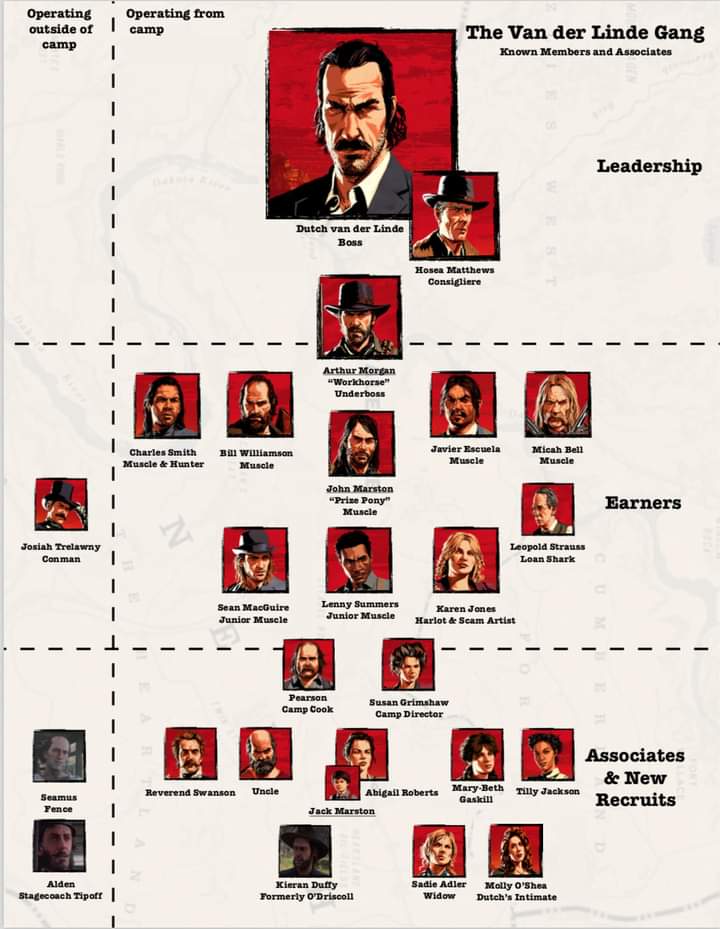 Operating
outside of
camp
Operating from
camp
The Van der Linde Gang
Known Members and Associates
Leadership
Dutch van der Linde
Boss
Hosea Matthews
Consigliere
Arthur Morgan
“Workhorse”
Underboss
Charles Smith
Muscle & Hunter
Bill Williamson
Muscle
Javier Escuela
Muscle
Micah Bell
Muscle
John Marston
“Prize Pony”
Muscle
Earners
Josiah Trelawny
Conman
Leopold Strauss
Loan Shark
Sean MacGuire
Junior Muscle
Lenny Summers
Junior Muscle
Karen Jones
Harlot & Scam Artist
Pearson
Camp Cook
Susan Grimshaw
Camp Director
Associates
& New
Recruits
Seamus
Fence
Reverend Swanson
Uncle
Abigail Roberts
Jack Marston
Mary-Beth
Gaskill
Tilly Jackson
Alden
Stagecoach Tipoff
Kieran Duffy
Formerly O’Driscoll
Sadie Adler
Widow
Molly O’Shea
Dutch’s Intimate